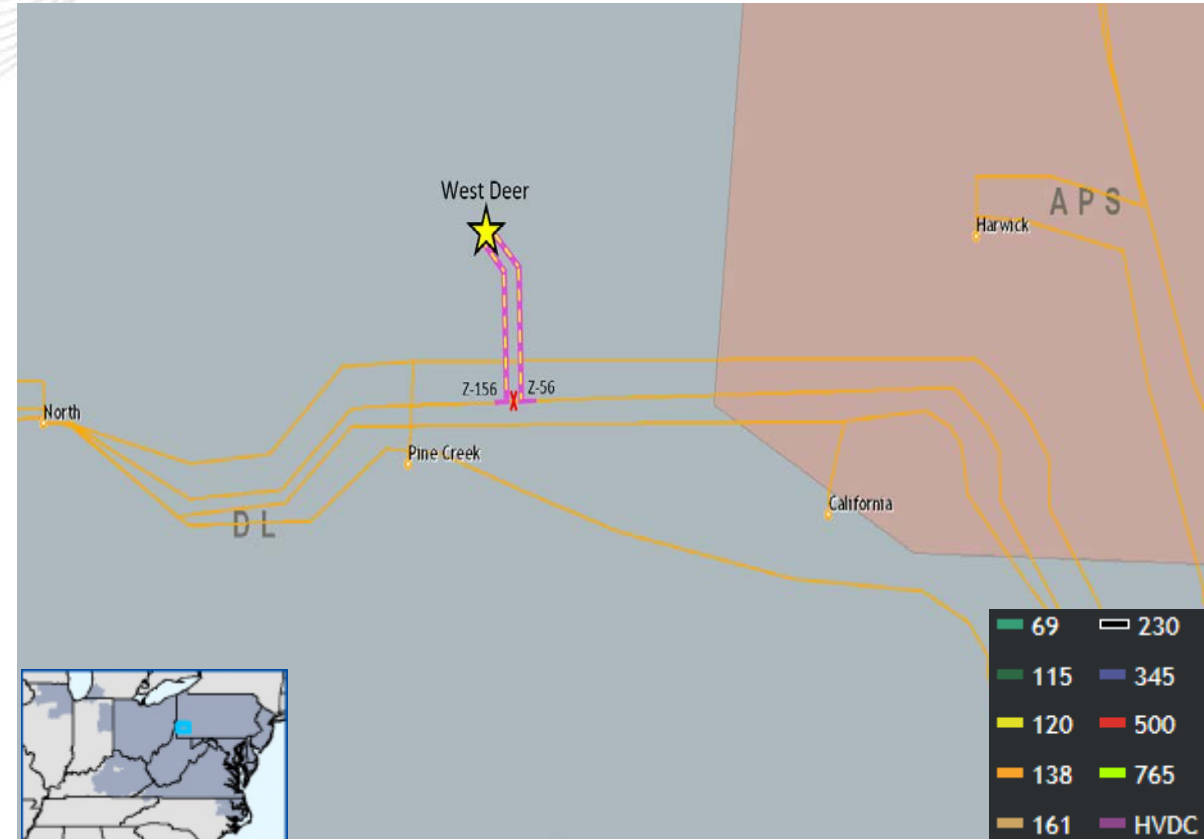 West Deer
A P S
Harwick
Z-156 Z-56
North
Pine Creek
California
D L
69 230
115 345
120 500
138 765
161 HVDC